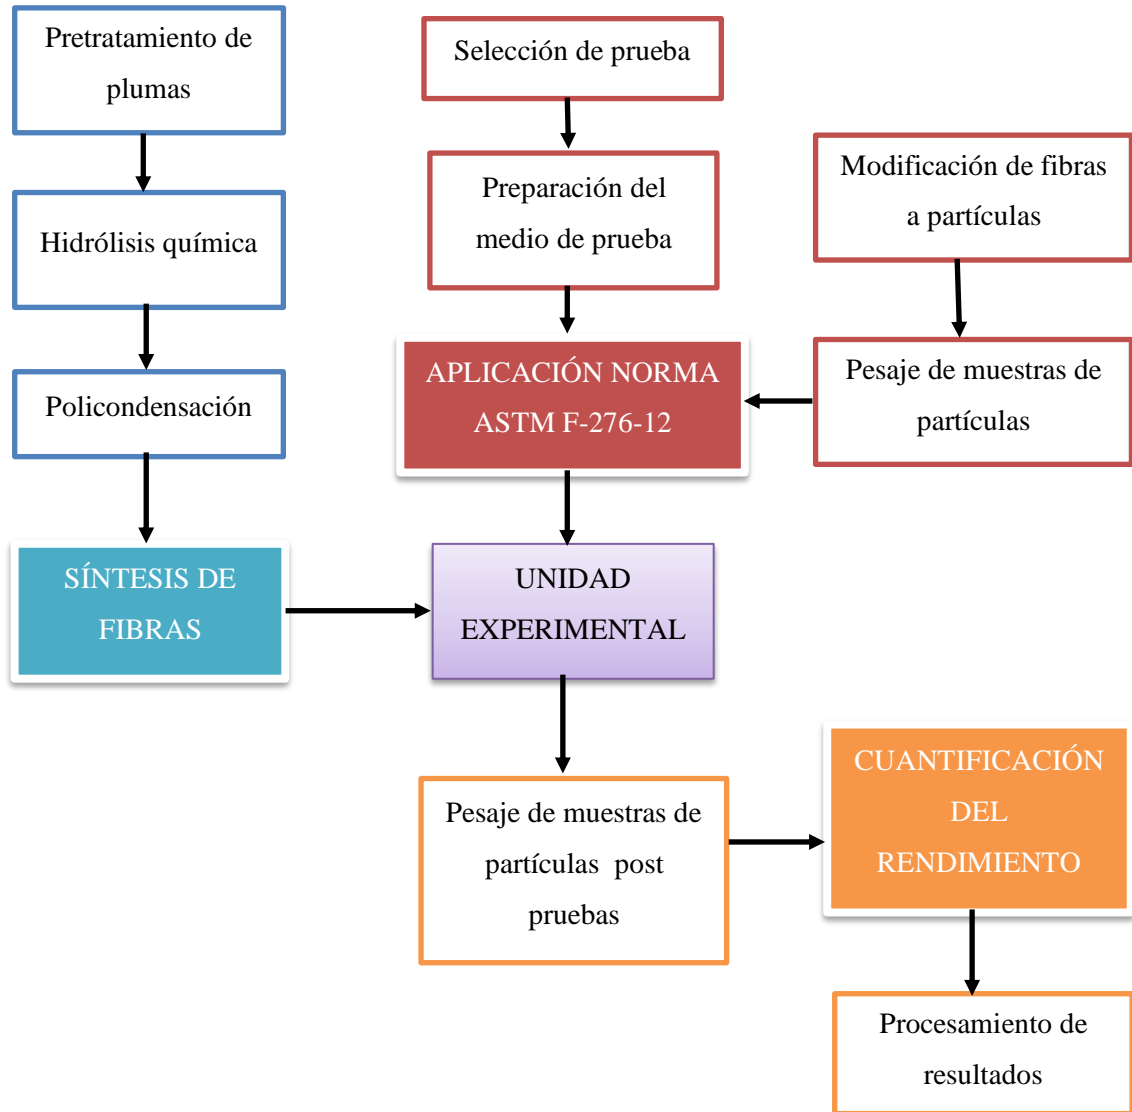 Pretratamiento de
plumas
Hidrólisis química
Policondensación
SÍNTESIS DE
FIBRAS
Selección de prueba
Preparación del
medio de prueba
APLICACIÓN NORMA
ASTM F-276-12
Modificación de fibras
a partículas
Pesaje de muestras de
partículas
UNIDAD
EXPERIMENTAL
Pesaje de muestras de
partículas post
pruebas
CUANTIFICACIÓN
DEL
RENDIMIENTO
Procesamiento de
resultados